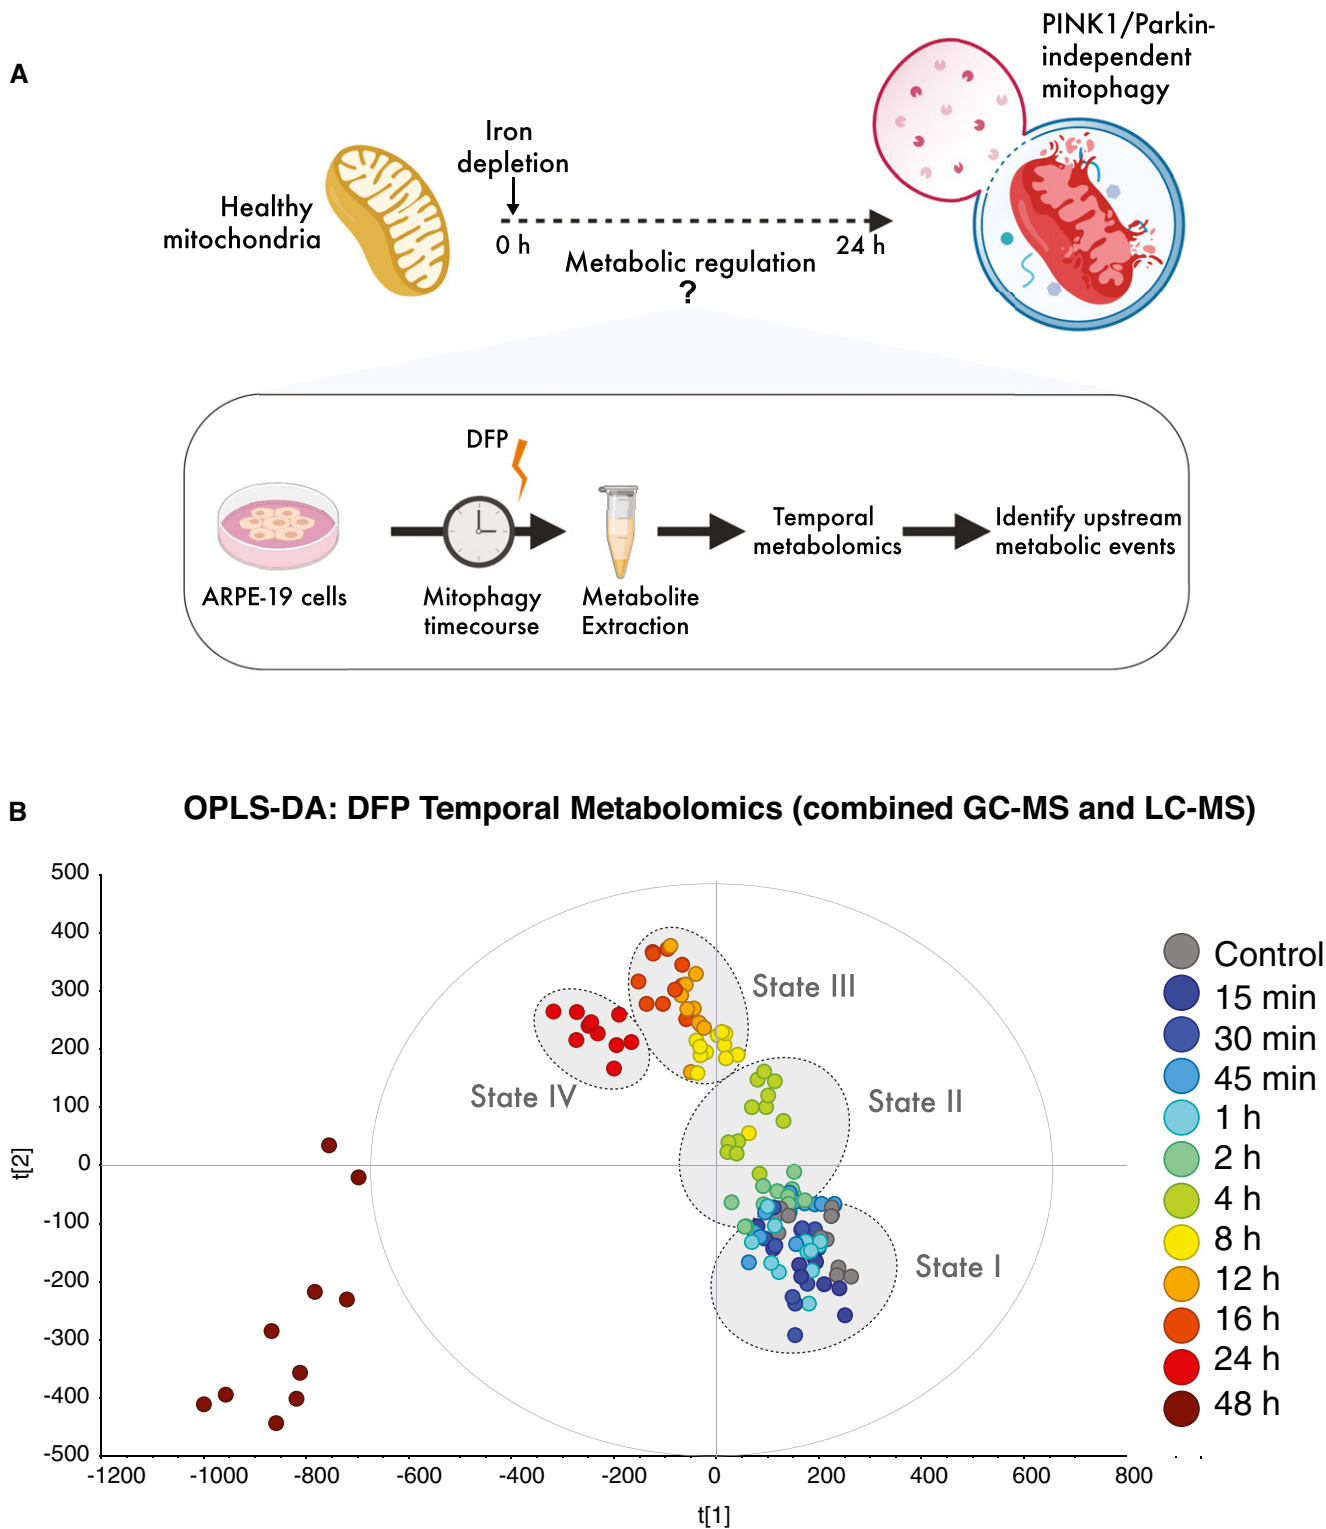 A
PINK1/Parkin-
independent
mitophagy
Iron
depletion
Healthy
mitochondria
0 h
24 h
Metabolic regulation
?
DFP
Temporal
metabolomics
Identify upstream
metabolic events
ARPE-19 cells
Mitophagy
timecourse
Metabolite
Extraction
B
OPLS-DA: DFP Temporal Metabolomics (combined GC-MS and LC-MS)
500
400
300
200
100
0
-100
-200
-300
-400
-500
t[2]
State III
State IV
State II
State I
Control
15 min
30 min
45 min
1 h
2 h
4 h
8 h
12 h
16 h
24 h
48 h
-1200 -1000 -800 -600 -400 -200 0 200 400 600 800
t[1]